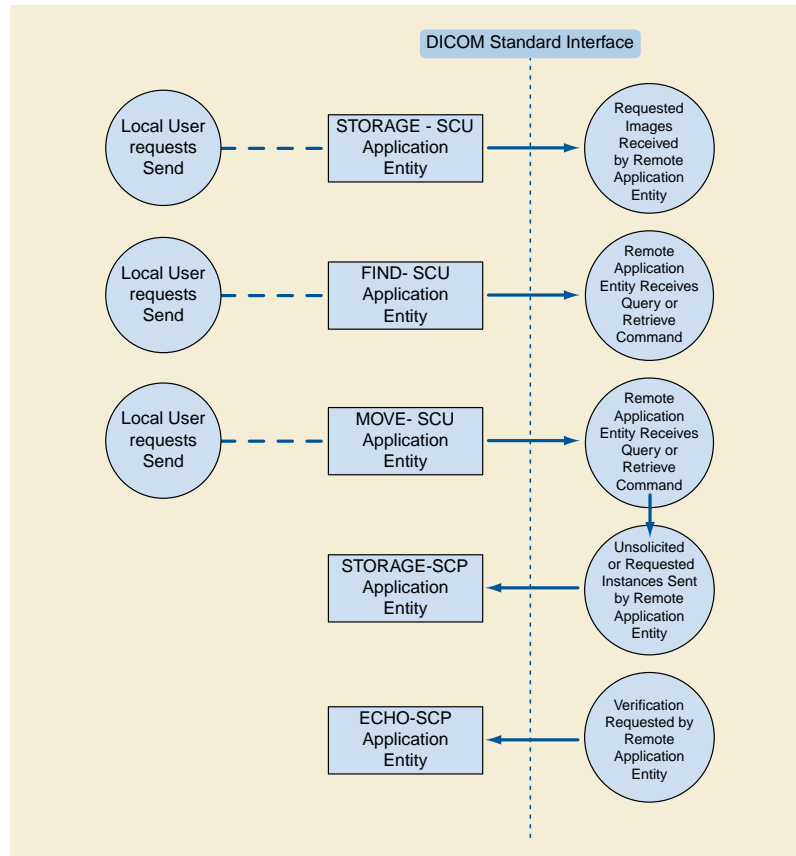 DICOM Standard Interface
Local User
requests
Send
STORAGE - SCU
Application
Entity
Requested
Images
Received
by Remote
Application
Entity
Local User
requests
Send
FIND- SCU
Application
Entity
Remote
Application
Entity Receives
Query or
Retrieve
Command
Local User
requests
Send
MOVE- SCU
Application
Entity
Remote
Application
Entity Receives
Query or
Retrieve
Command
STORAGE-SCP
Application
Entity
Unsolicited
or Requested
Instances Sent
by Remote
Application
Entity
ECHO-SCP
Application
Entity
Verification
Requested by
Remote
Application
Entity